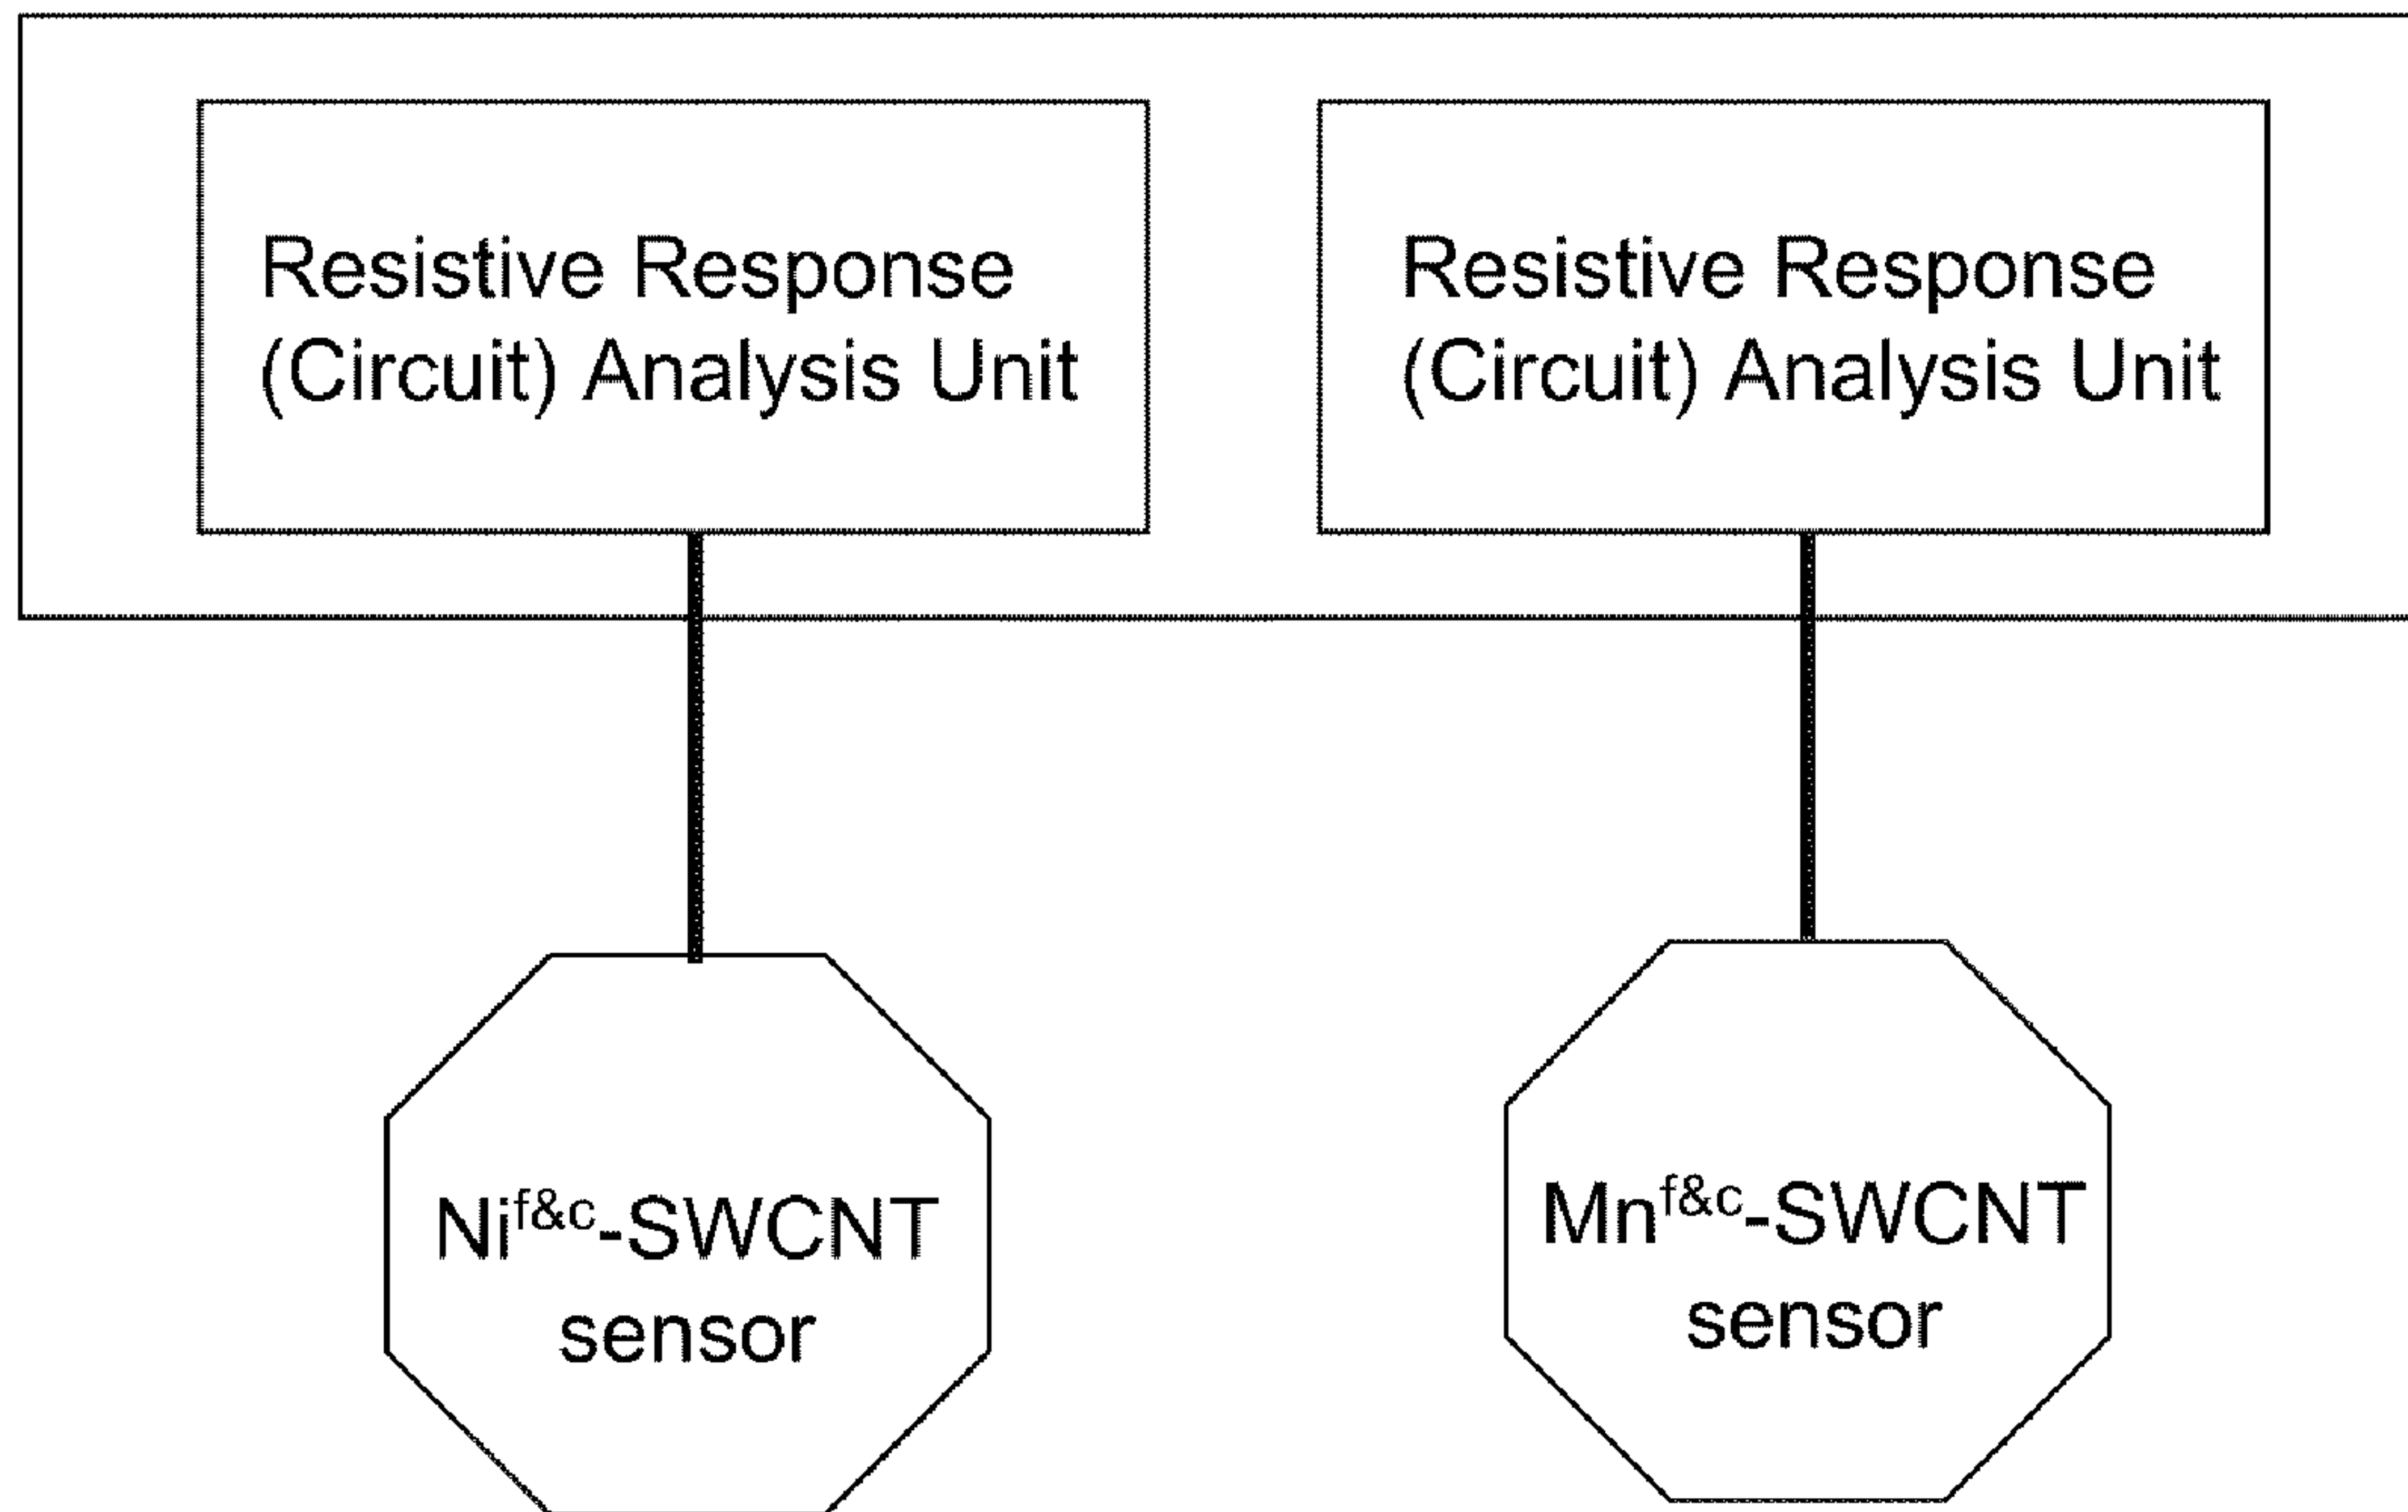 Resistive Response
(Circuit) Analysis Unit
Resistive Response
(Circuit) Analysis Unit
Ni^f&c-SWCNT
sensor
Mn^f&c-SWCNT
sensor